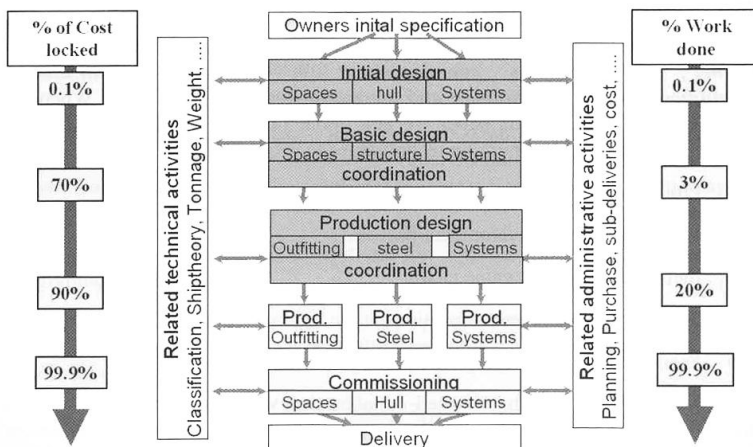 % of Cost
locked
0.1%
70%
90%
99.9%
Related technical activities
Classification, Shiptheory, Tonnage, Weight, ....
Owners inital specification
Initial design
Spaces hull Systems
Basic design
Spaces structure Systems
coordination
Production design
Outfitting steel Systems
coordination
Prod. Prod. Prod.
Outfitting Steel Systems
Commissioning
Spaces Hull Systems
Delivery
Related administrative activities
Planning, Purchase, sub-deliveries, cost, .....
% Work
done
0.1%
3%
20%
99.9%